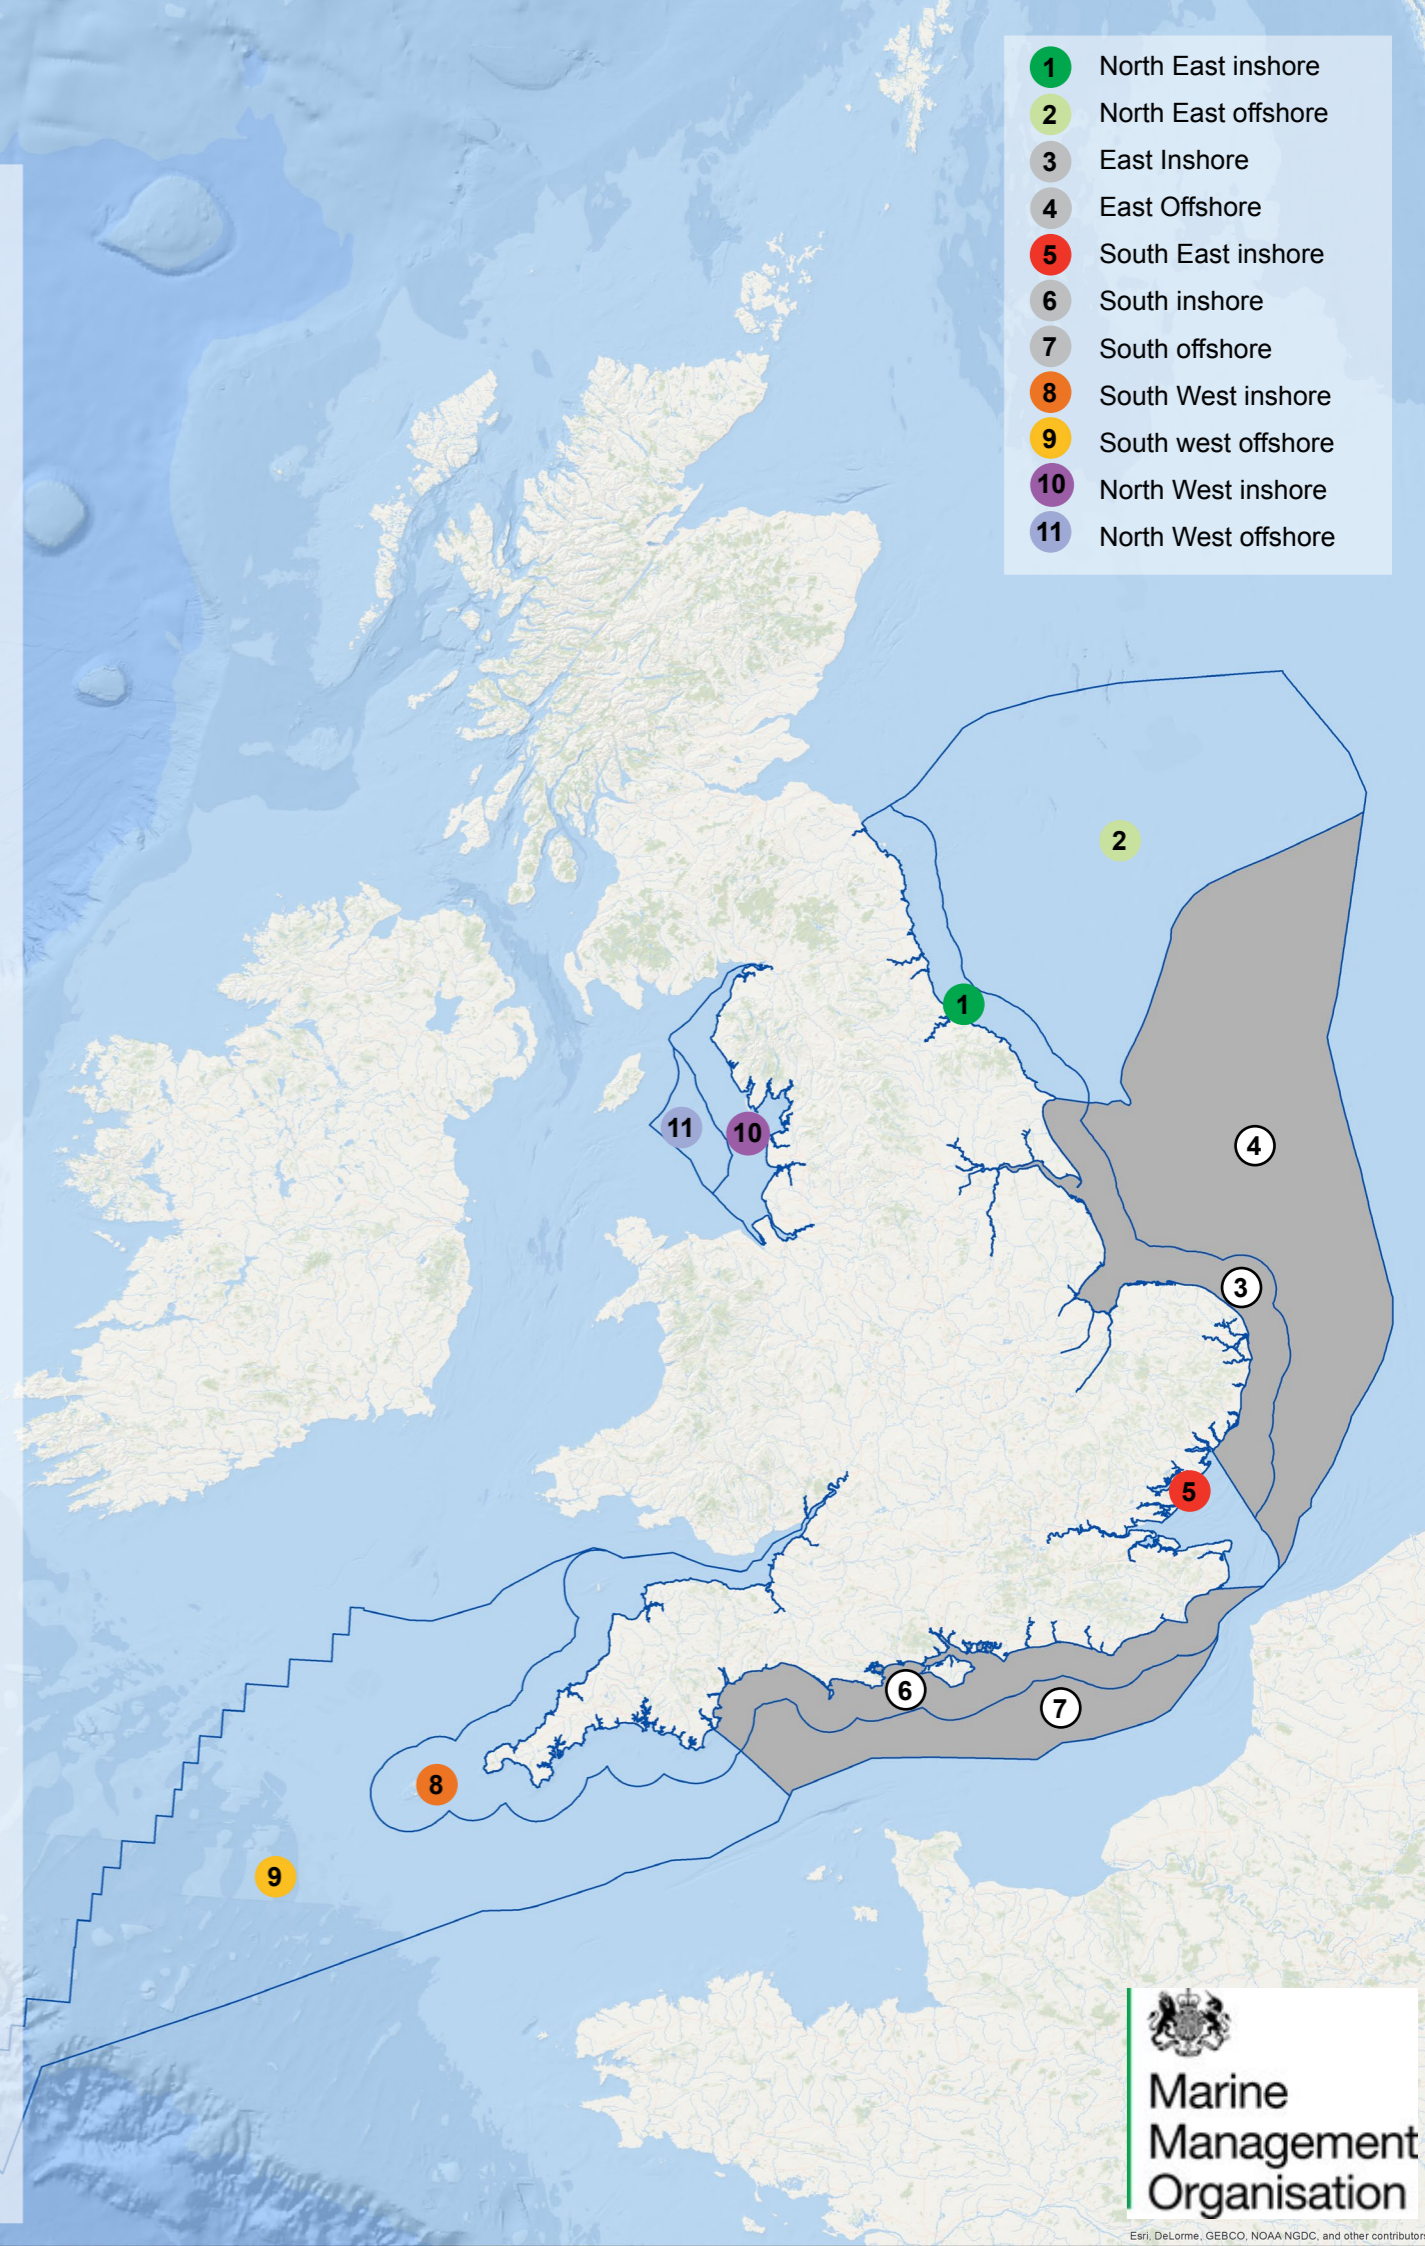 1 North East inshore
2 North East offshore
3 East Inshore
4 East Offshore
5 South East inshore
6 South inshore
7 South offshore
8 South West inshore
9 South west offshore
10 North West inshore
11 North West offshore
2
1
11
10
4
3
5
6
7
8
9
Marine
Management
Organisation
Esri, DeLorme, GEBCO, NOAA NGDC, and other contributors